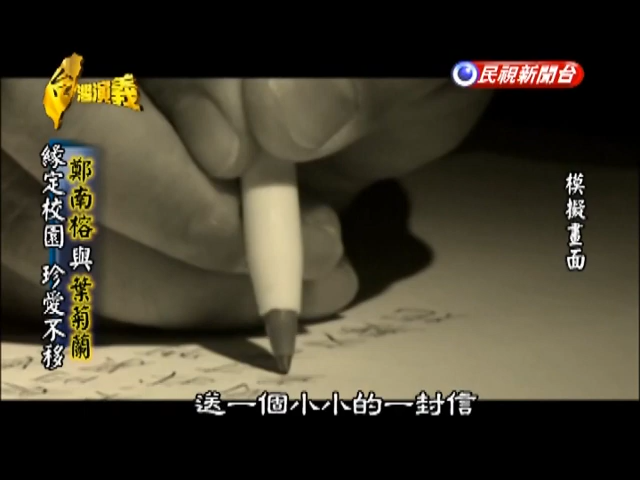 台灣演義
民視新聞台
鄭南榕與葉菊蘭
緣定校園 珍愛不移
模擬畫面
送一個小小的一封信